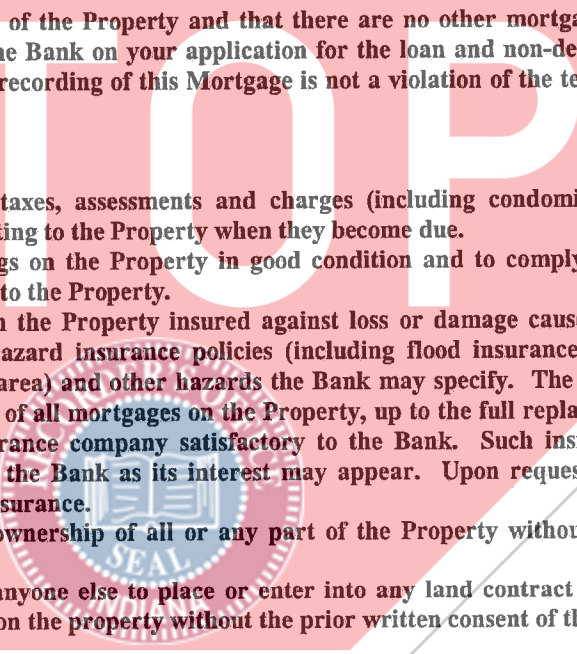 of the Property and that there are no other mortga
he Bank on your application for the loan and non-de
recording of this Mortgage is not a violation of the te
TOP
taxes, assessments and charges (including condomi
ting to the Property when they become due.
gs on the Property in good condition and to comply
to the Property.
n the Property insured against loss or damage cause
azard insurance policies (including flood insurance
area) and other hazards the Bank may specify. The
of all mortgages on the Property, up to the full repla
rance company satisfactory to the Bank. Such ins
the Bank as its interest may appear. Upon reques
surance.
ownership of all or any part of the Property withou
anyone else to place or enter into any land contract
on the property without the prior written consent of th
RECORDER'S OFFICE
SEAL
INDIANA